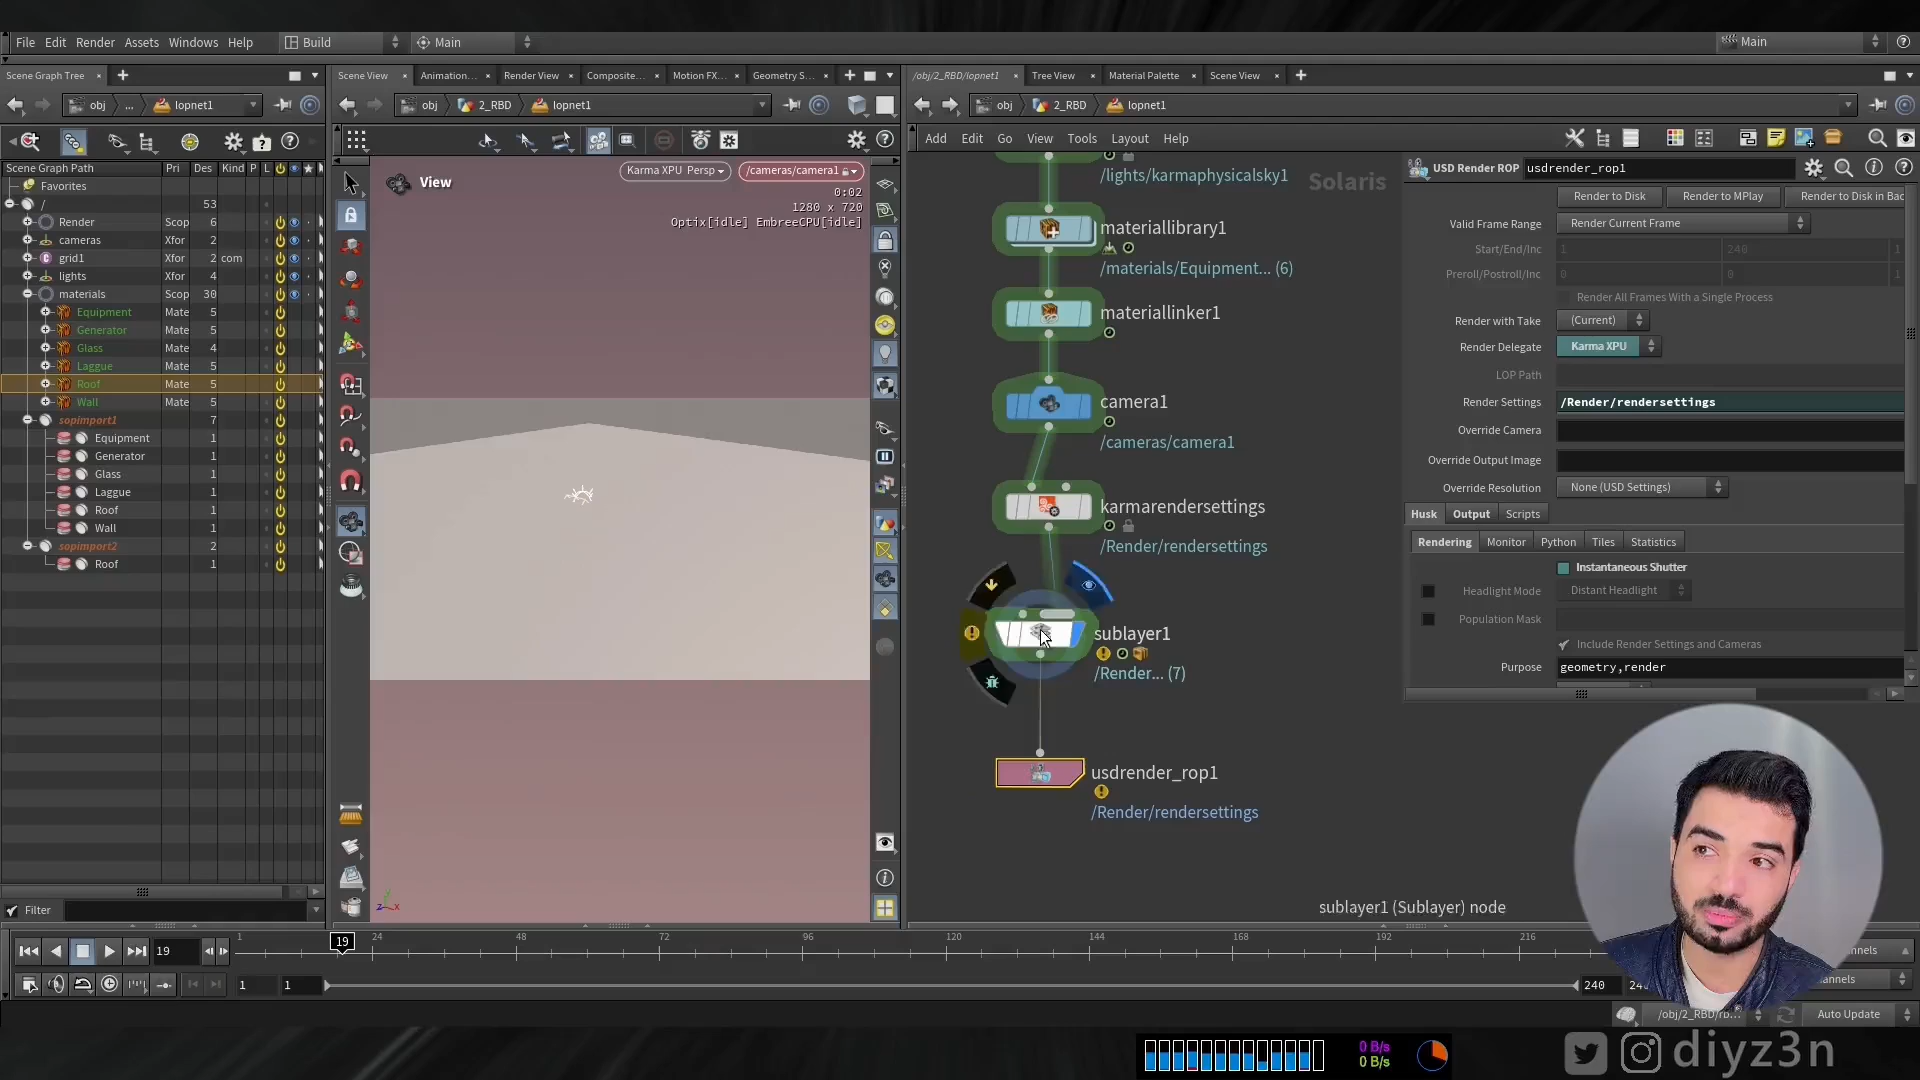 File Edit Render Assets Windows Help Build Main Main
Scene Graph Tree
obj ... lopnet1
Scene Graph Path Pri Des Kind P L
Favorites
/ 53
Render Scop 6
cameras Xfor 2
grid1 Xfor 2 com
lights Xfor 4
materials Scop 30
Equipment Mate 5
Generator Mate 5
Glass Mate 4
Laggue Mate 5
Roof Mate 5
Wall Mate 5
sopimport1 7
Equipment 1
Generator 1
Glass 1
Laggue 1
Roof 1
Wall 1
sopimport2 2
Roof 1
Filter
Scene View Animation... Render View Composite... Motion FX... Geometry S...
obj 2_RBD lopnet1
View
Karma XPU Persp /cameras/camera1
0:02
1280 x 720
Optix[idle] EmbreeCPU[idle]
z x
/obj/2_RBD/lopnet1 Tree View Material Palette Scene View
obj 2_RBD lopnet1
Add Edit Go View Tools Layout Help
Solaris
/lights/karmaphysicalsky1
materiallibrary1
/materials/Equipment... (6)
materiallinker1
camera1
/cameras/camera1
karmarendersettings
/Render/rendersettings
sublayer1
/Render... (7)
usdrender_rop1
/Render/rendersettings
sublayer1 (Sublayer) node
USD Render ROP usdrender_rop1
Render to Disk Render to MPlay Render to Disk in Bac
Valid Frame Range Render Current Frame
Start/End/Inc 1 240 1
Preroll/Postroll/Inc 0 0 1
Render All Frames With a Single Process
Render with Take (Current)
Render Delegate Karma XPU
LOP Path
Render Settings /Render/rendersettings
Override Camera
Override Output Image
Override Resolution None (USD Settings)
Husk Output Scripts
Rendering Monitor Python Tiles Statistics
Instantaneous Shutter
Headlight Mode Distant Headlight
Population Mask
Include Render Settings and Cameras
Purpose geometry,render
19 1 19 24 48 72 96 120 144 168 192 216
1 1 240 24
nnels
annels
/obj/2_RBD/rb... Auto Update
0 B/s
0 B/s
diyz3n